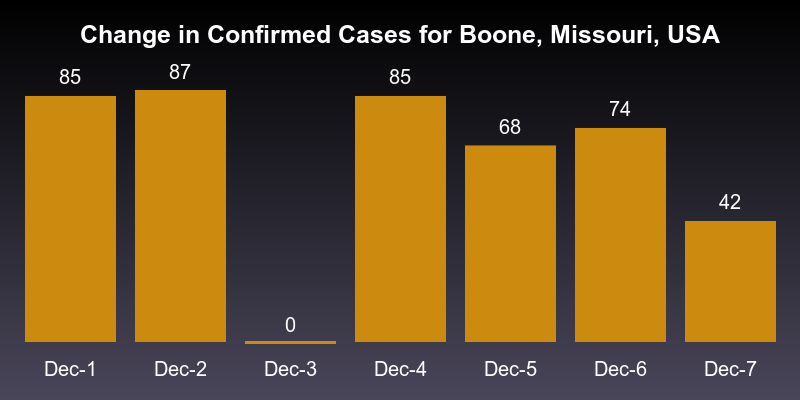 Change in Confirmed Cases for Boone, Missouri, USA
85
87
0
85
68
74
42
Dec-1
Dec-2
Dec-3
Dec-4
Dec-5
Dec-6
Dec-7